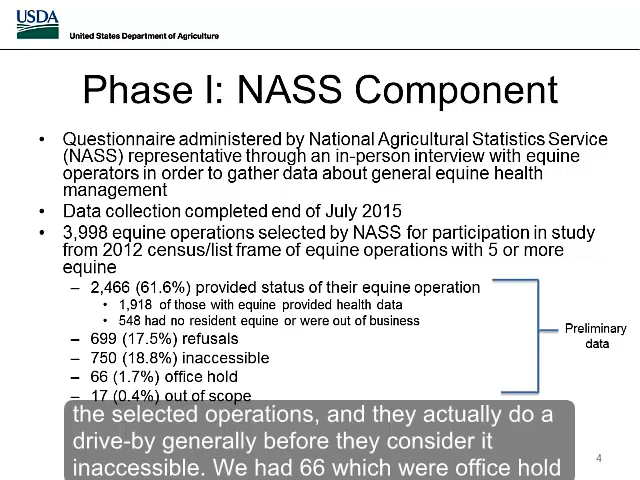 USDA
United States Department of Agriculture
Phase I: NASS Component
• Questionnaire administered by National Agricultural Statistics Service
(NASS) representative through an in-person interview with equine
operators in order to gather data about general equine health
management
• Data collection completed end of July 2015
• 3,998 equine operations selected by NASS for participation in study
from 2012 census/list frame of equine operations with 5 or more
equine
– 2,466 (61.6%) provided status of their equine operation
• 1,918 of those with equine provided health data
• 548 had no resident equine or were out of business
– 699 (17.5%) refusals
– 750 (18.8%) inaccessible
– 66 (1.7%) office hold
– 17 (0.4%) out of scope
Preliminary
data
the selected operations, and they actually do a
drive-by generally before they consider it
inaccessible. We had 66 which were office hold
4